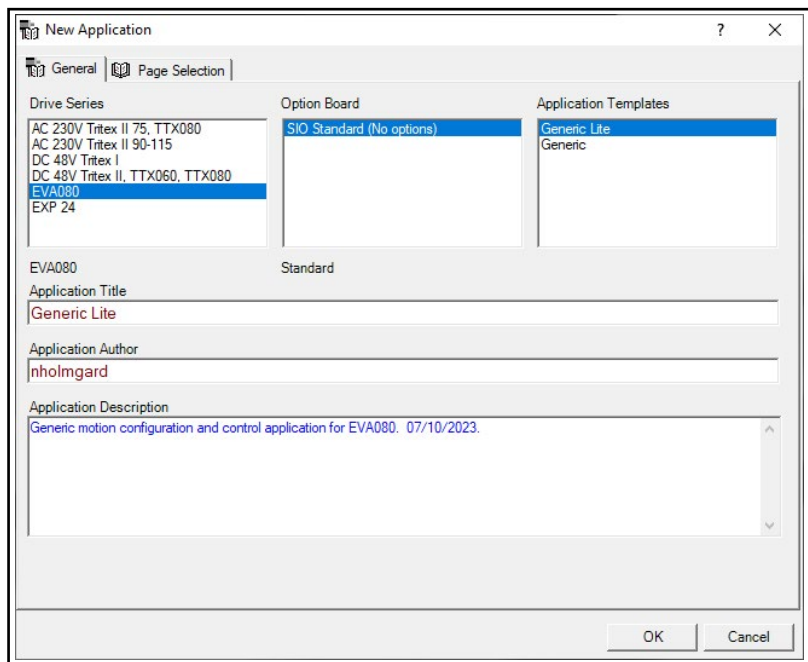 New Application
?
General
Page Selection
Drive Series
Option Board
Application Templates
AC 230V Tritex II 75, TTX080
AC 230V Tritex II 90-115
DC 48V Tritex I
DC 48V Tritex II, TTX060, TTX080
EVA080
EXP 24
SIO Standard (No options)
Generic Lite
Generic
EVA080
Standard
Application Title
Generic Lite
Application Author
nholmgard
Application Description
Generic motion configuration and control application for EVA080. 07/10/2023.
OK
Cancel